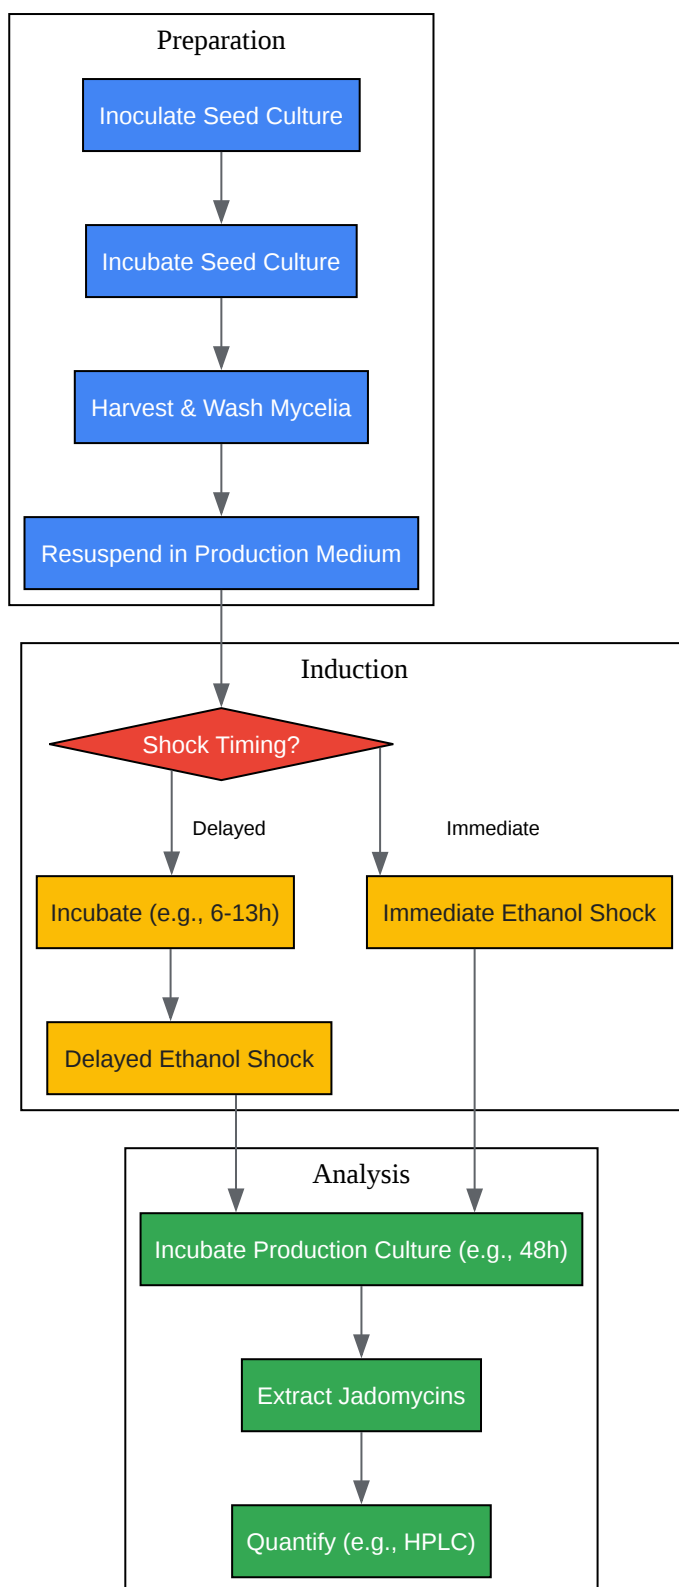 Preparation
Inoculate Seed Culture
Incubate Seed Culture
Harvest & Wash Mycelia
Resuspend in Production Medium
Induction
Shock Timing?
Delayed
Immediate
Incubate (e.g., 6-13h)
Immediate Ethanol Shock
Delayed Ethanol Shock
Analysis
Incubate Production Culture (e.g., 48h)
Extract Jadomycins
Quantify (e.g., HPLC)